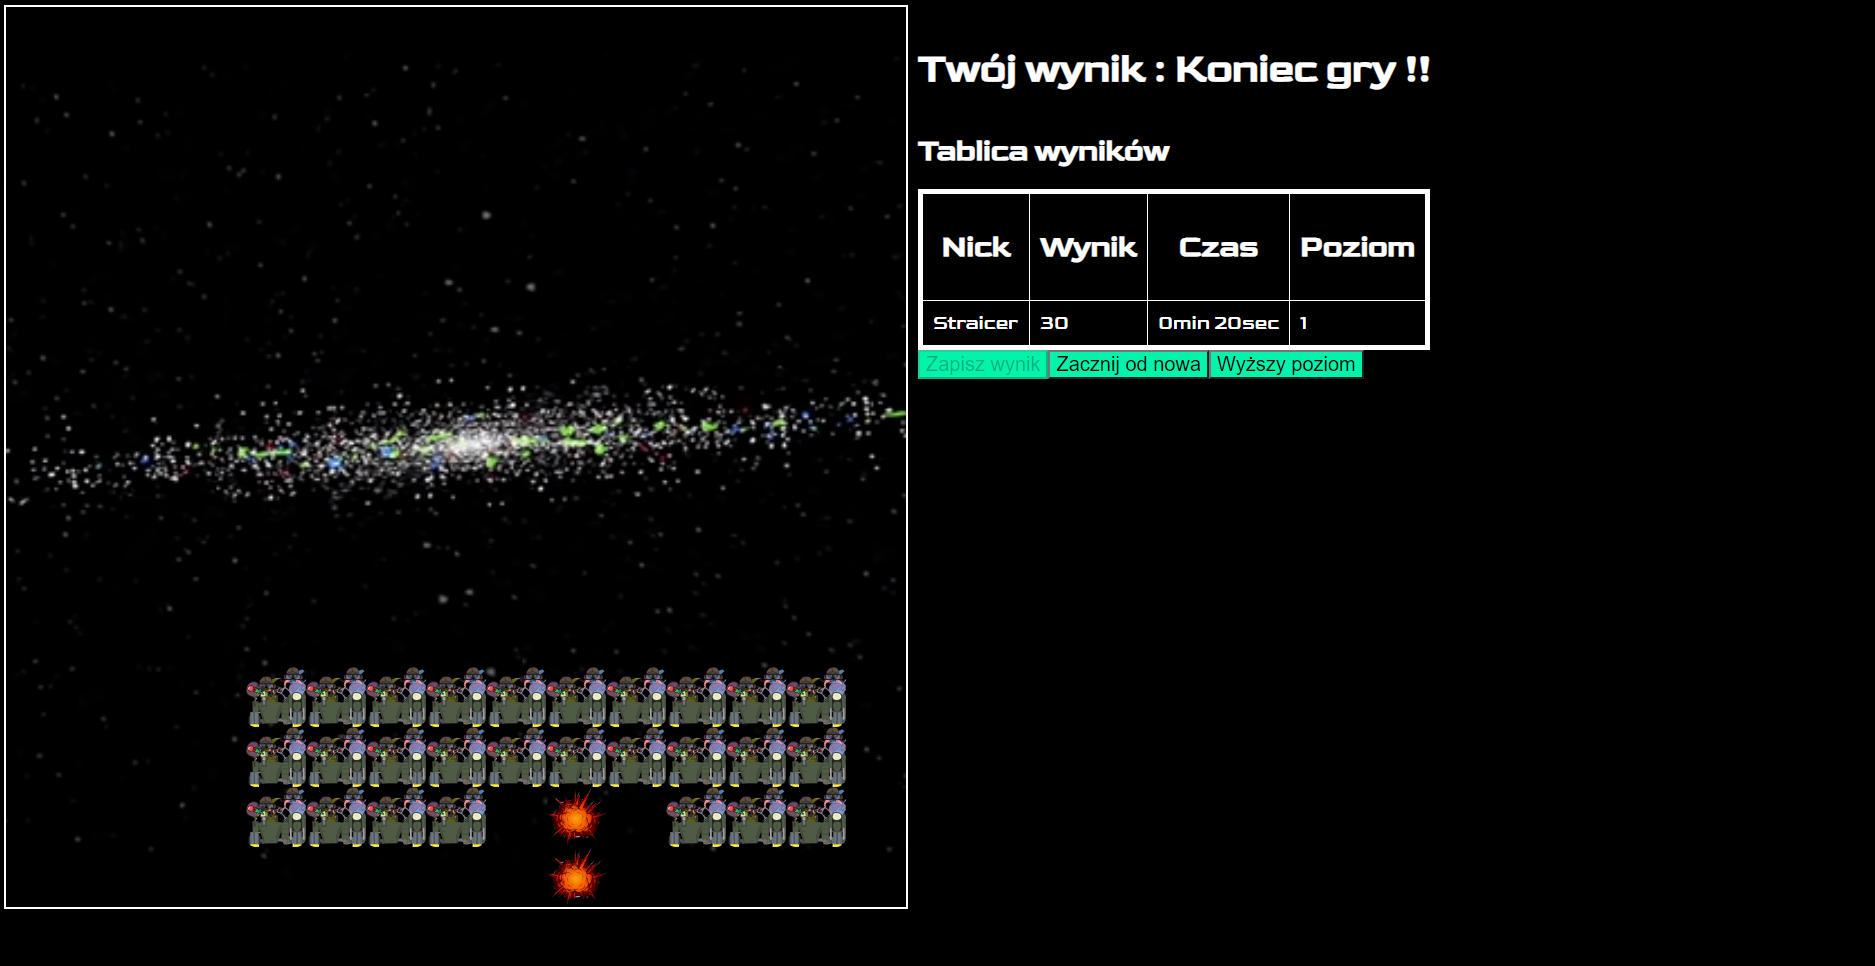 Twój wynik : Koniec gry !!
Tablica wyników
Nick Wynik Czas Poziom
Straicer 30 0min 20sec 1
Zapisz wynik Zacznij od nowa Wyższy poziom